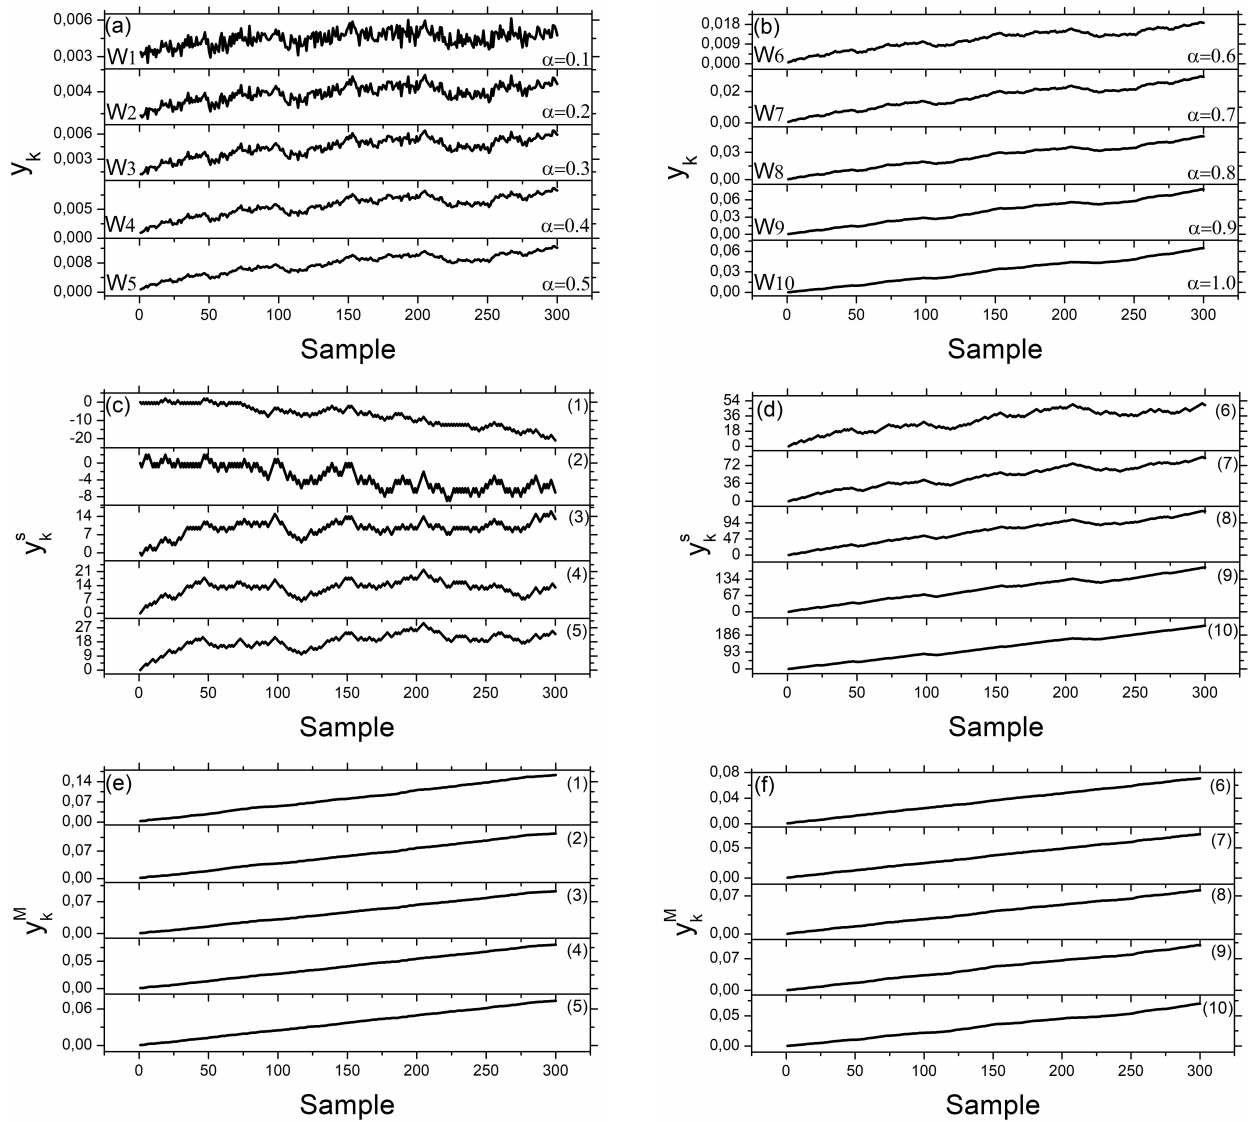 (a)
0,006
0,003
W1
α=0.1
0,004
W2
α=0.2
0,006
0,003
W3
α=0.3
0,005
0,000
W4
α=0.4
0,008
0,000
W5
α=0.5
y k
0 50 100 150 200 250 300
Sample
(b)
0,018
0,009
0,000
W6
α=0.6
0,02
0,00
W7
α=0.7
0,03
0,00
W8
α=0.8
0,06
0,03
0,00
W9
α=0.9
0,06
0,03
0,00
W10
α=1.0
y k
0 50 100 150 200 250 300
Sample
(c)
0
-10
-20
(1)
0
-4
-8
(2)
14
7
0
(3)
21
14
7
0
(4)
27
18
9
0
(5)
y s k
0 50 100 150 200 250 300
Sample
(d)
54
36
18
0
(6)
72
36
0
(7)
94
47
0
(8)
134
67
0
(9)
186
93
0
(10)
y s k
0 50 100 150 200 250 300
Sample
(e)
0,14
0,07
0,00
(1)
0,07
0,00
(2)
0,07
0,00
(3)
0,05
0,00
(4)
0,06
0,00
(5)
y M k
0 50 100 150 200 250 300
Sample
(f)
0,08
0,04
0,00
(6)
0,05
0,00
(7)
0,07
0,00
(8)
0,07
0,00
(9)
0,05
0,00
(10)
y M k
0 50 100 150 200 250 300
Sample